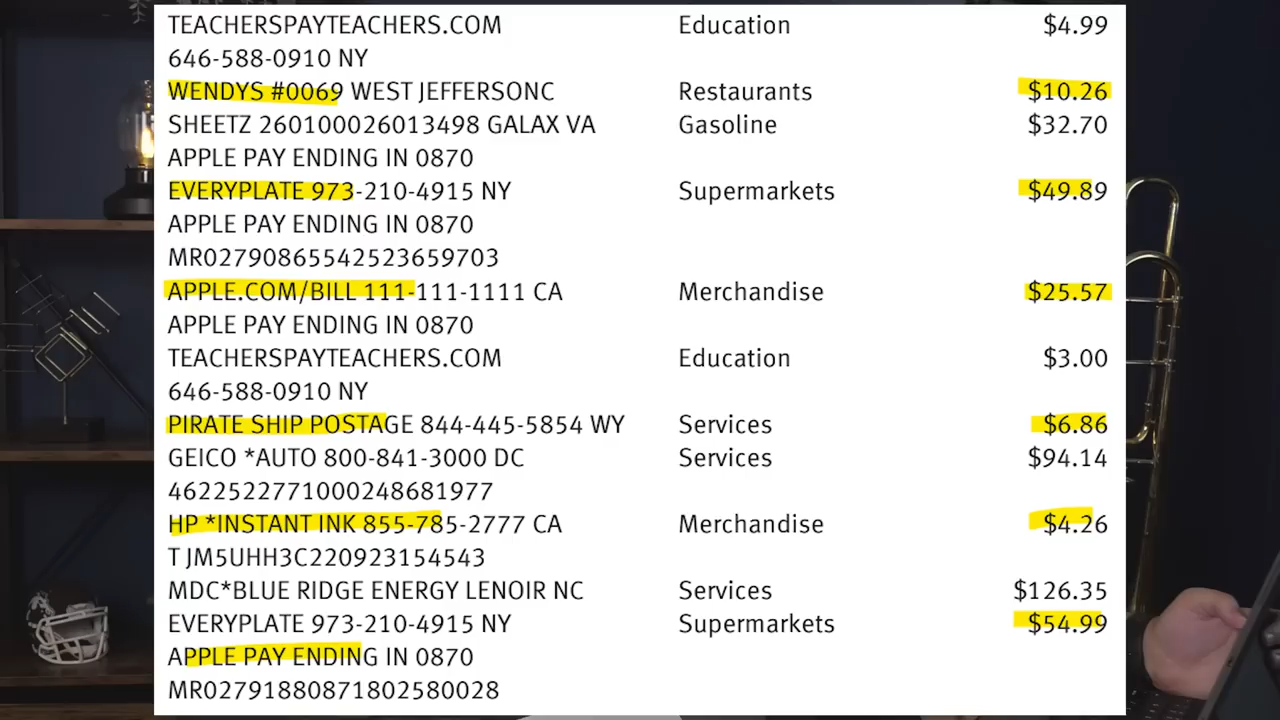 TEACHERSPAYTEACHERS.COM Education $4.99
646-588-0910 NY
WENDYS #0069 WEST JEFFERSONC Restaurants $10.26
SHEETZ 260100026013498 GALAX VA Gasoline $32.70
APPLE PAY ENDING IN 0870
EVERYPLATE 973-210-4915 NY Supermarkets $49.89
APPLE PAY ENDING IN 0870
MR02790865542523659703
APPLE.COM/BILL 111-111-1111 CA Merchandise $25.57
APPLE PAY ENDING IN 0870
TEACHERSPAYTEACHERS.COM Education $3.00
646-588-0910 NY
PIRATE SHIP POSTAGE 844-445-5854 WY Services $6.86
GEICO *AUTO 800-841-3000 DC Services $94.14
4622522771000248681977
HP *INSTANT INK 855-785-2777 CA Merchandise $4.26
T JM5UHH3C220923154543
MDC*BLUE RIDGE ENERGY LENOIR NC Services $126.35
EVERYPLATE 973-210-4915 NY Supermarkets $54.99
APPLE PAY ENDING IN 0870
MR02791880871802580028